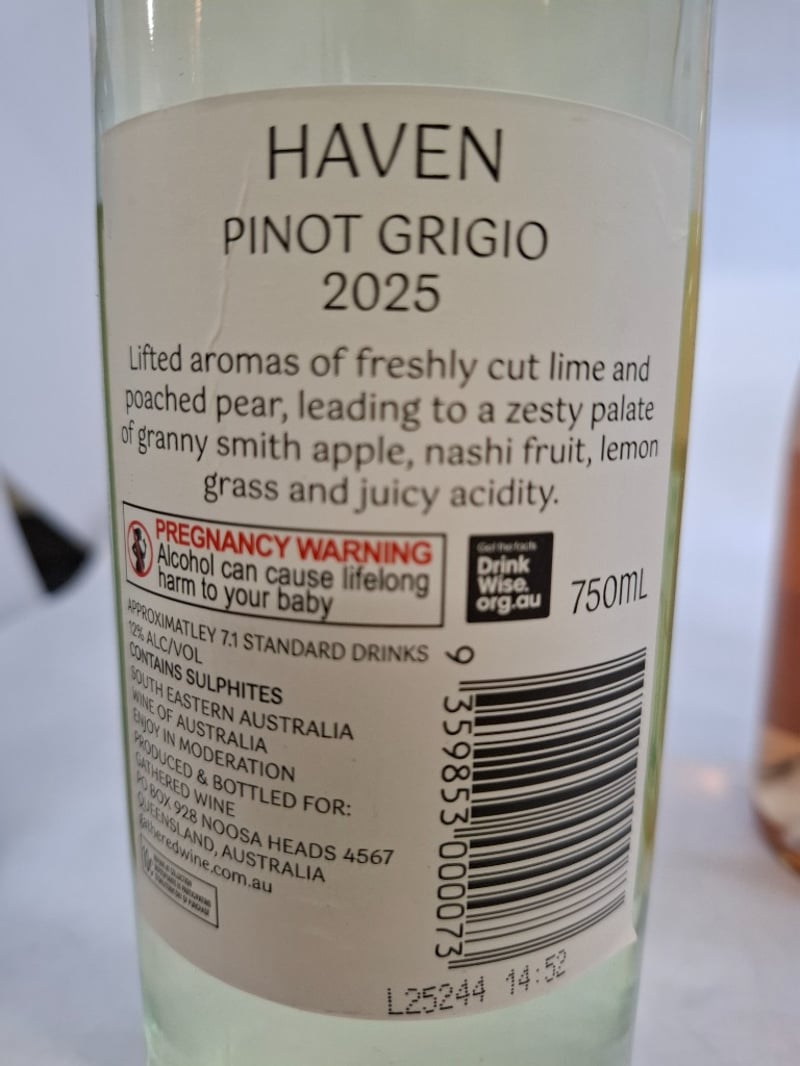 HAVEN
PINOT GRIGIO
2025
Lifted aromas of freshly cut lime and
poached pear, leading to a zesty palate
of granny smith apple, nashi fruit, lemon
grass and juicy acidity.
PREGNANCY WARNING
Alcohol can cause lifelong
harm to your baby
Get the facts
Drink
Wise.
org.au
750mL
APPROXIMATLEY 7.1 STANDARD DRINKS
12% ALC/VOL
CONTAINS SULPHITES
SOUTH EASTERN AUSTRALIA
WINE OF AUSTRALIA
ENJOY IN MODERATION
PRODUCED & BOTTLED FOR:
GATHERED WINE
PO BOX 928 NOOSA HEADS 4567
QUEENSLAND, AUSTRALIA
gatheredwine.com.au
10c
9 359853 000073
L25244 14:52